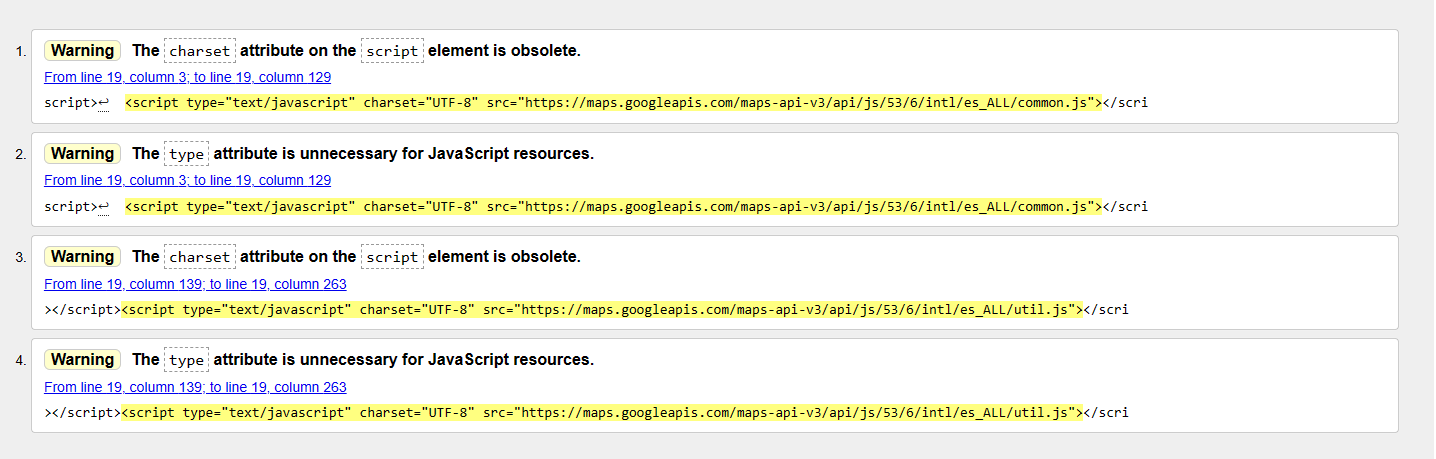 1. Warning The charset attribute on the script element is obsolete.
From line 19, column 3; to line 19, column 129
script>↩ <script type="text/javascript" charset="UTF-8" src="https://maps.googleapis.com/maps-api-v3/api/js/53/6/intl/es_ALL/common.js"></scri
2. Warning The type attribute is unnecessary for JavaScript resources.
From line 19, column 3; to line 19, column 129
script>↩ <script type="text/javascript" charset="UTF-8" src="https://maps.googleapis.com/maps-api-v3/api/js/53/6/intl/es_ALL/common.js"></scri
3. Warning The charset attribute on the script element is obsolete.
From line 19, column 139; to line 19, column 263
></script><script type="text/javascript" charset="UTF-8" src="https://maps.googleapis.com/maps-api-v3/api/js/53/6/intl/es_ALL/util.js"></scri
4. Warning The type attribute is unnecessary for JavaScript resources.
From line 19, column 139; to line 19, column 263
></script><script type="text/javascript" charset="UTF-8" src="https://maps.googleapis.com/maps-api-v3/api/js/53/6/intl/es_ALL/util.js"></scri